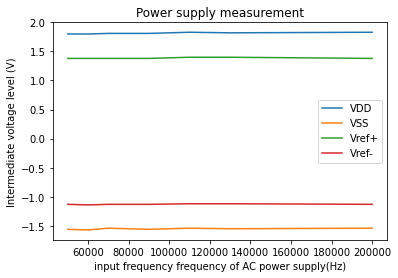 Power supply measurement
Intermediate voltage level (V)
2.0
1.5
1.0
0.5
0.0
−0.5
−1.0
−1.5
VDD
VSS
Vref+
Vref-
60000 80000 100000 120000 140000 160000 180000 200000
input frequency frequency of AC power supply(Hz)